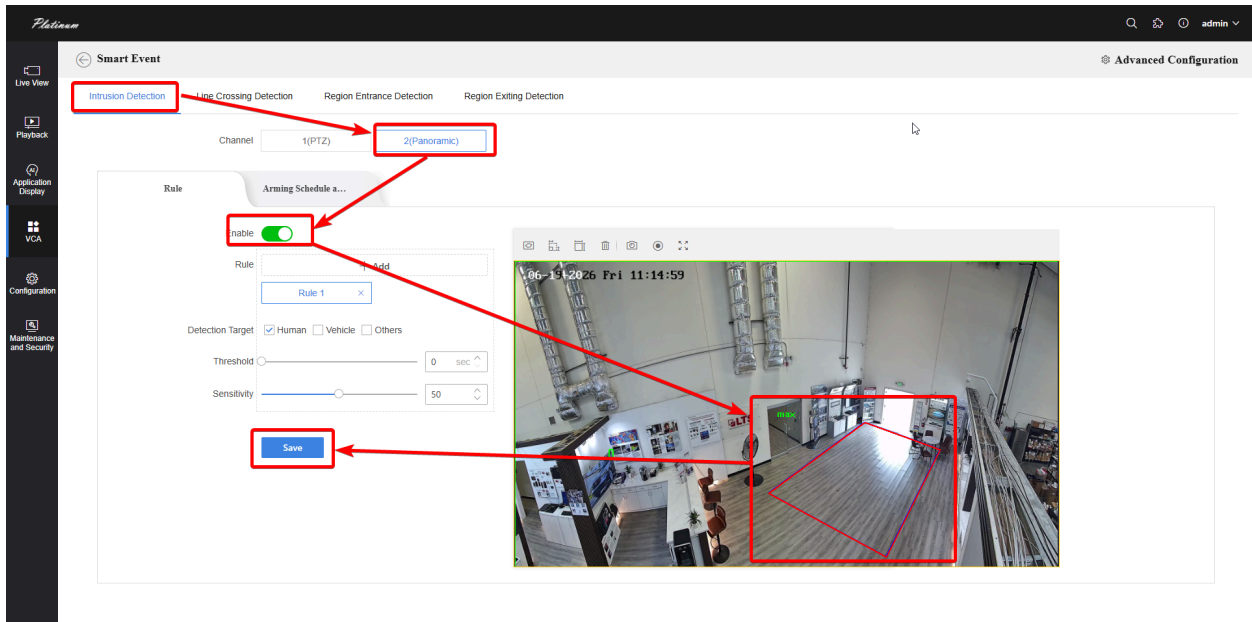 Platinum
admin
Live View
Playback
Application Display
VCA
Configuration
Maintenance and Security
Smart Event
Advanced Configuration
Intrusion Detection
Line Crossing Detection
Region Entrance Detection
Region Exiting Detection
Channel
1(PTZ)
2(Panoramic)
Rule
Arming Schedule a...
Enable
Rule
+ Add
Rule 1 ×
Detection Target
Human
Vehicle
Others
Threshold
0 sec
Sensitivity
50
Save
06-19-2026 Fri 11:14:59
max
LTS